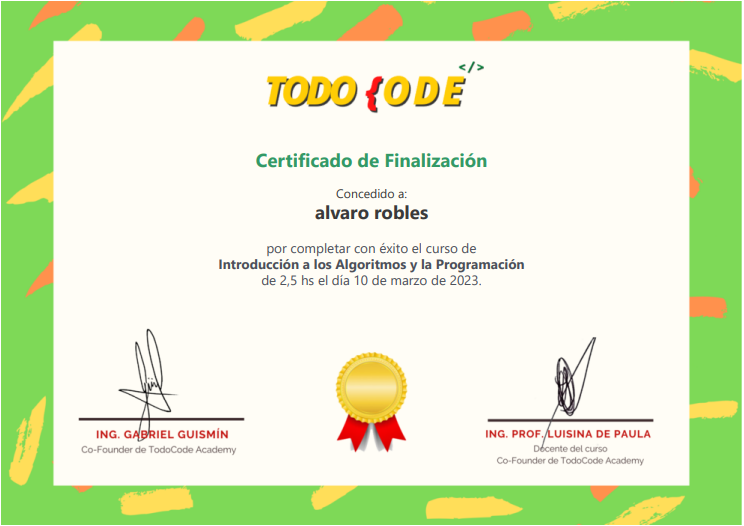 </>
TODO {ODE
Certificado de Finalización
Concedido a:
alvaro robles
por completar con éxito el curso de
Introducción a los Algoritmos y la Programación
de 2,5 hs el día 10 de marzo de 2023.
ING. GABRIEL GUISMÍN
Co-Founder de TodoCode Academy
ING. PROF. LUISINA DE PAULA
Docente del curso
Co-Founder de TodoCode Academy